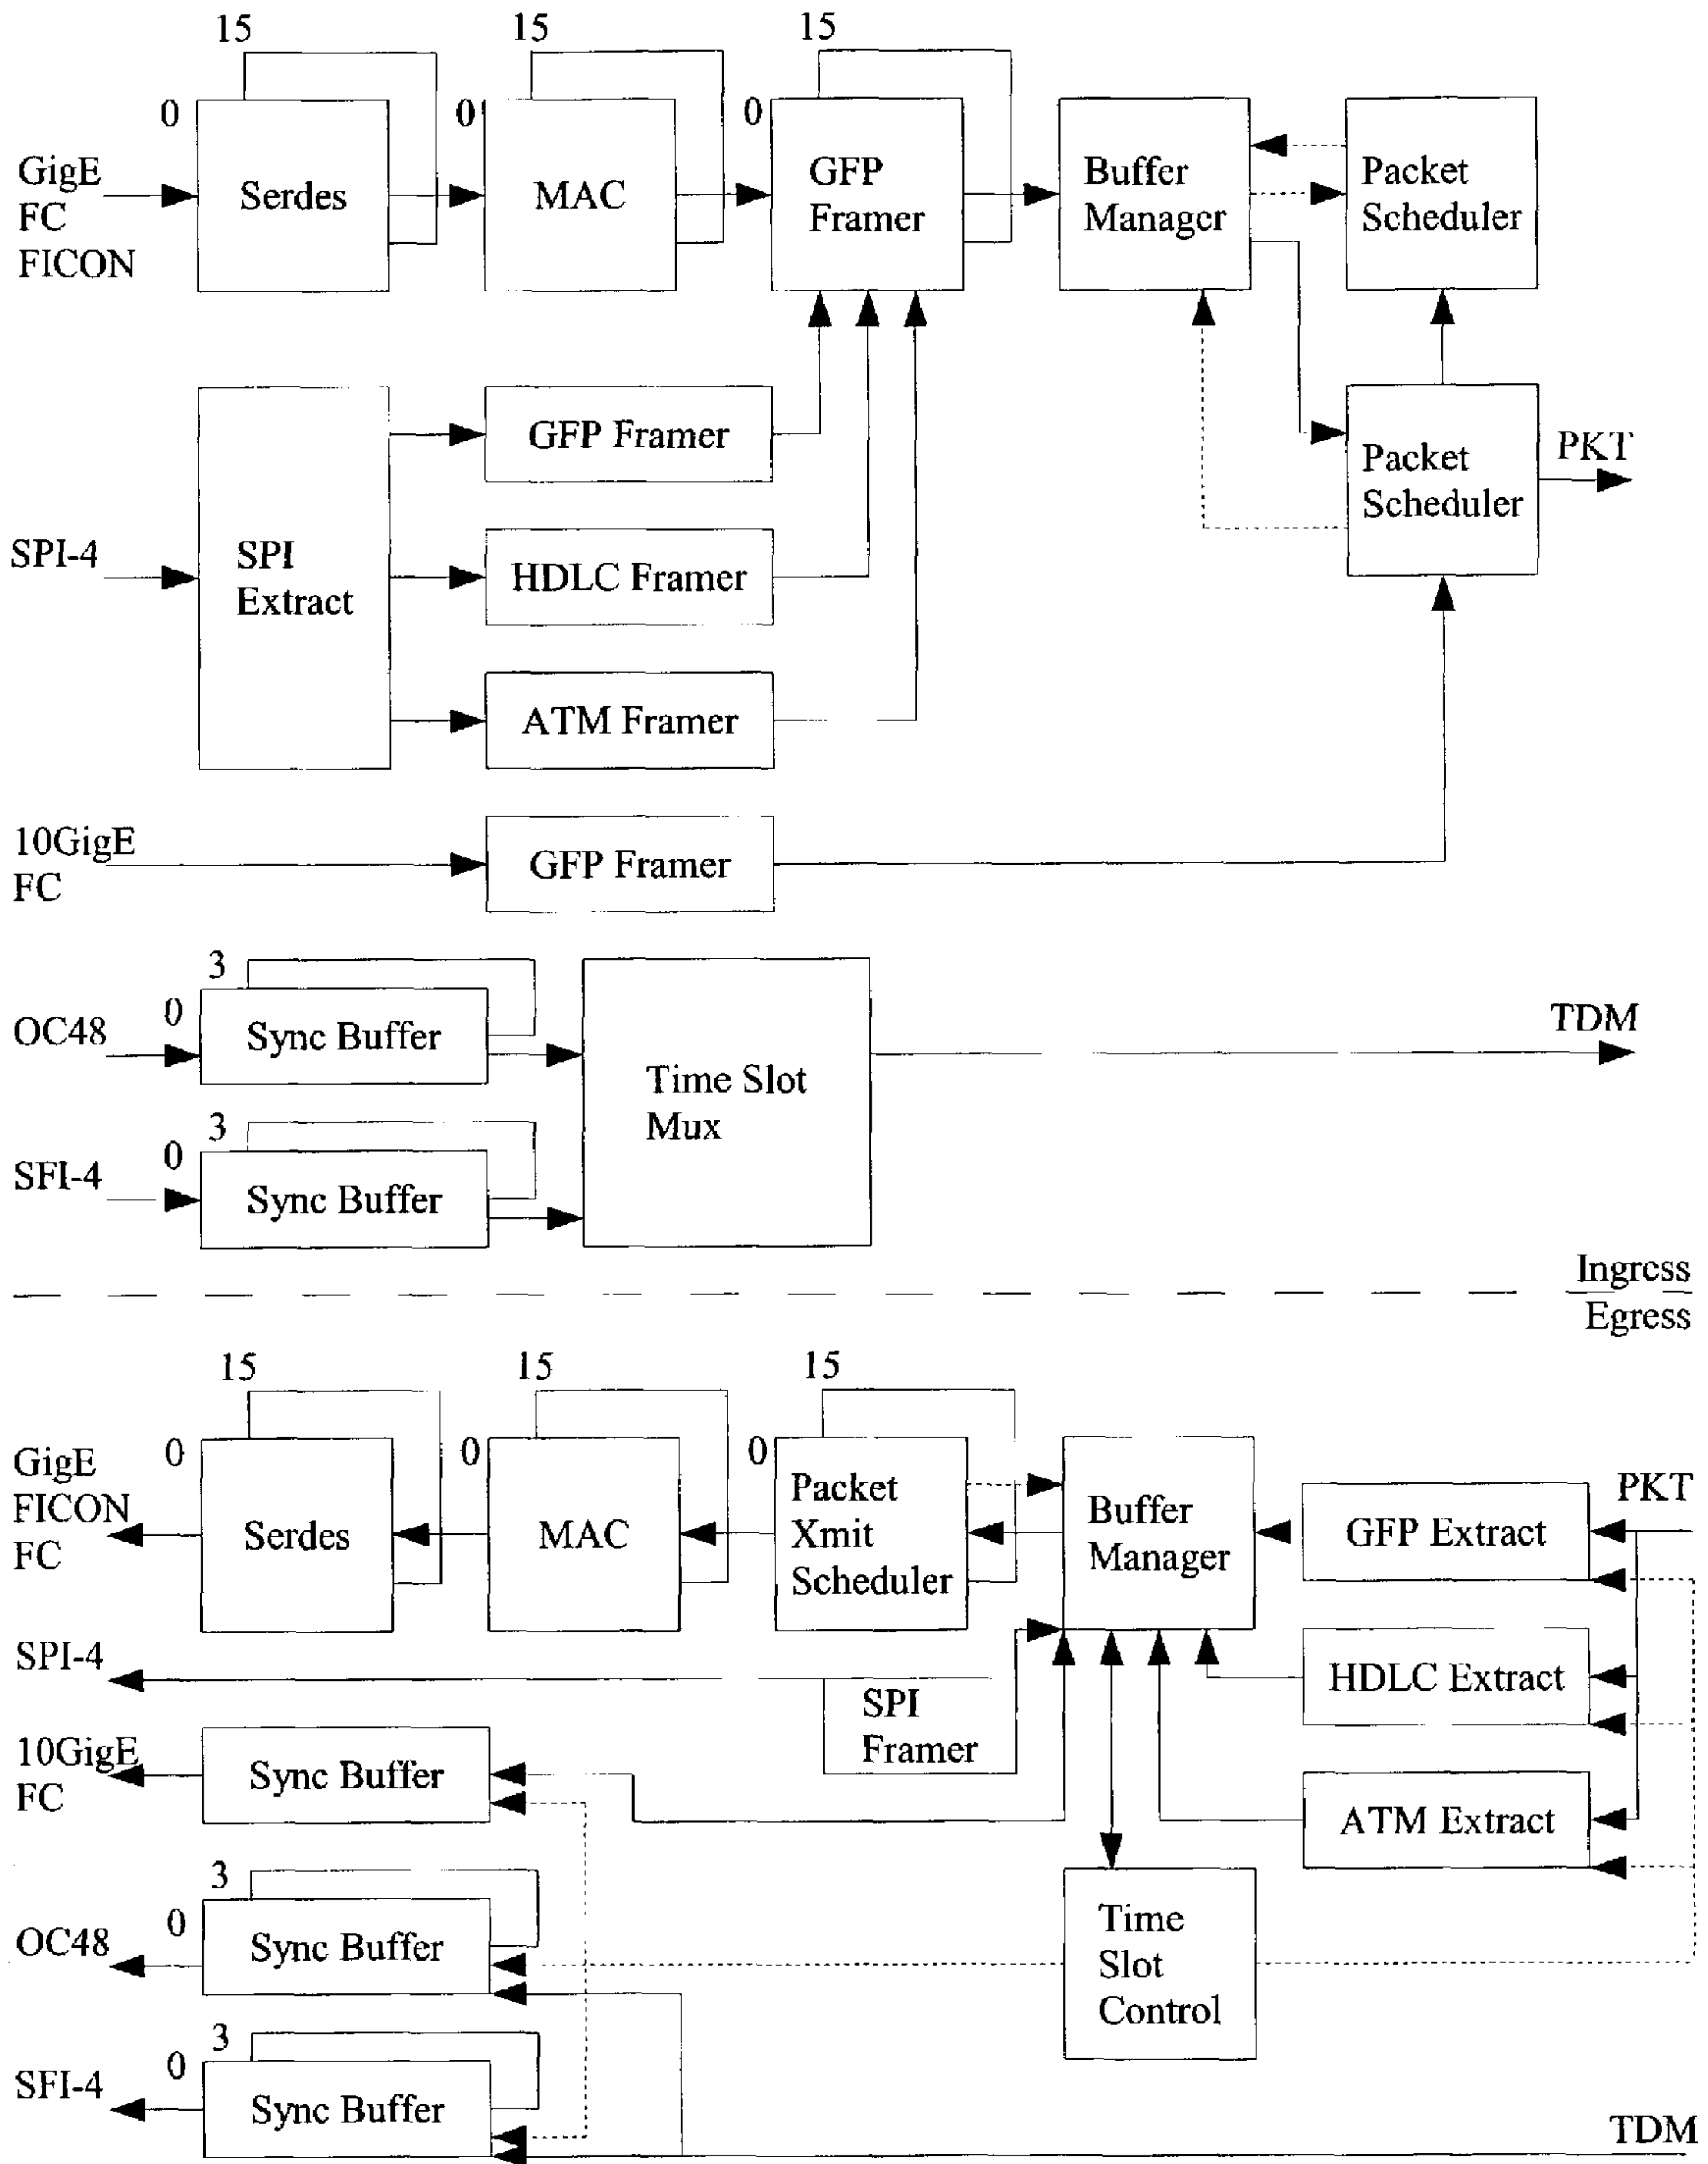 15
15
15
0
0
0
GigE
FC
FICON
Serdes
MAC
GFP
Framer
Buffer
Manager
Packet
Scheduler
GFP Framer
Packet
Scheduler
PKT
SPI-4
SPI
Extract
HDLC Framer
ATM Framer
10GigE
FC
GFP Framer
3
0
OC48
Sync Buffer
TDM
Time Slot
Mux
3
0
SFI-4
Sync Buffer
Ingress
Egress
15
15
15
0
0
0
GigE
FICON
FC
Serdes
MAC
Packet
Xmit
Scheduler
Buffer
Manager
GFP Extract
PKT
SPI-4
SPI
Framer
HDLC Extract
10GigE
FC
Sync Buffer
ATM Extract
3
0
OC48
Sync Buffer
Time
Slot
Control
3
0
SFI-4
Sync Buffer
TDM